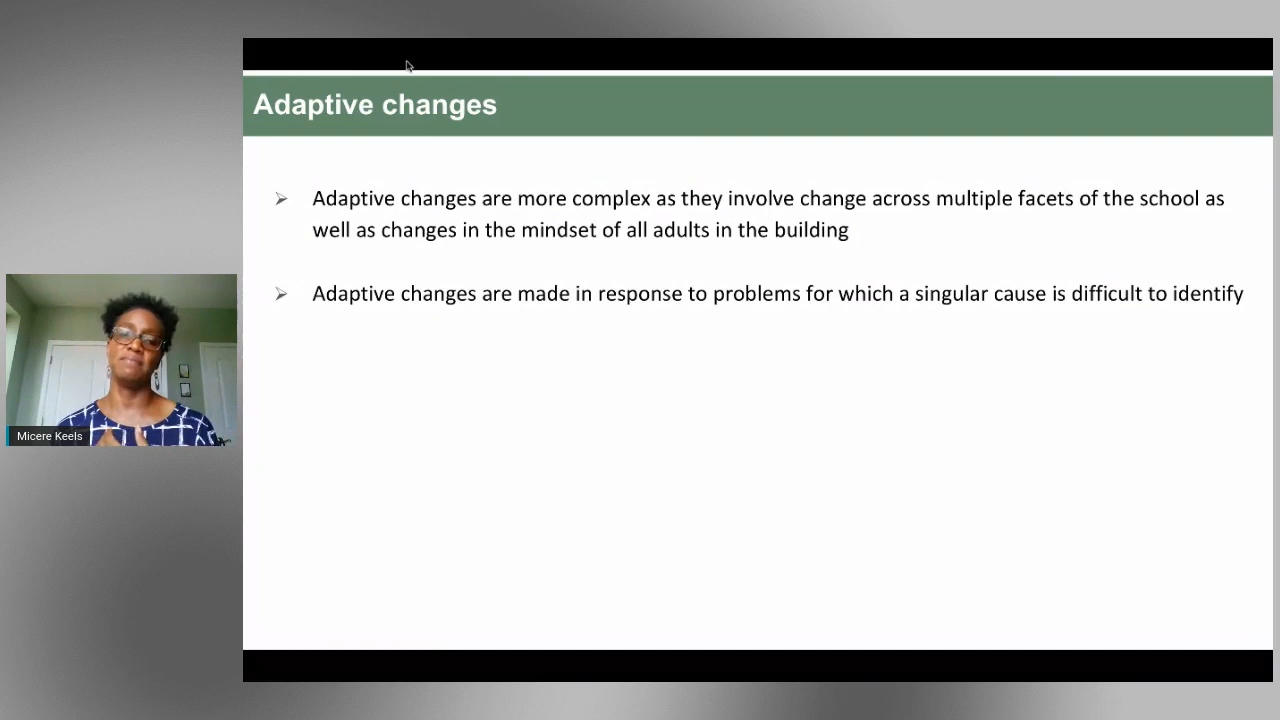 Adaptive changes
Adaptive changes are more complex as they involve change across multiple facets of the school as
well as changes in the mindset of all adults in the building
Adaptive changes are made in response to problems for which a singular cause is difficult to identify
Micere Keels